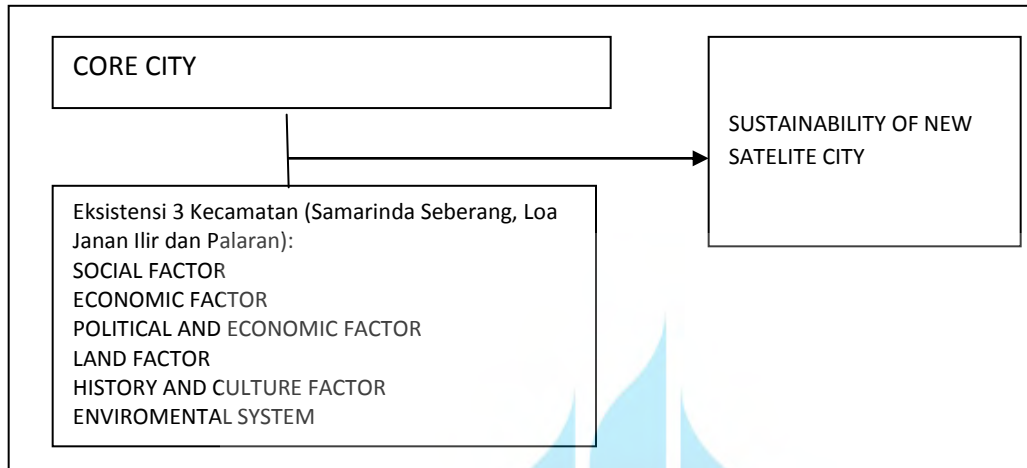 CORE CITY
SUSTAINABILITY OF NEW
SATELITE CITY
Eksistensi 3 Kecamatan (Samarinda Seberang, Loa
Janan Ilir dan Palaran):
SOCIAL FACTOR
ECONOMIC FACTOR
POLITICAL AND ECONOMIC FACTOR
LAND FACTOR
HISTORY AND CULTURE FACTOR
ENVIROMENTAL SYSTEM